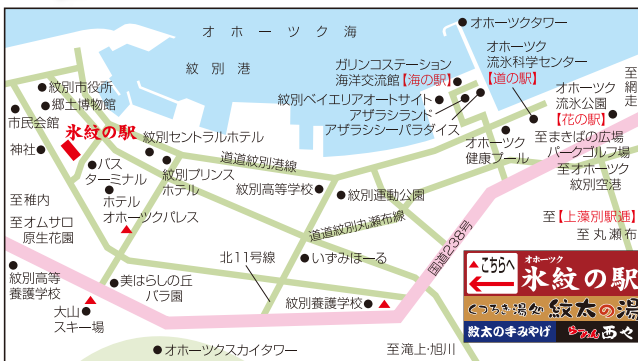 オホーツク海
オホーツクタワー
紋別港
ガリンコステーション
海洋交流館【海の駅】
オホーツク
流氷科学センター
【道の駅】
至網走
オホーツク
流氷公園
【花の駅】
紋別ベイエリアオートサイト
アザラシランド
アザラシシーパラダイス
紋別市役所
郷土博物館
市民会館
氷紋の駅
紋別セントラルホテル
神社
バス
ターミナル
紋別プリンス
ホテル
道道紋別港線
オホーツク
健康プール
至まきばの広場
パークゴルフ場
至オホーツク
紋別空港
ホテル
オホーツクパレス
紋別高等学校
紋別運動公園
至稚内
至オムサロ
原生花園
道道紋別丸瀬布線
国道238号
至【上藻別駅逓】
至丸瀬布
北11号線
いずみほーる
紋別高等
養護学校
美はらしの丘
バラ園
大山
スキー場
紋別養護学校
オホーツクスカイタワー
至滝上・旭川
こちらへ
オホーツク
氷紋の駅
くつろぎ湯処 紋太の湯
紋太の手みやげ
らーめん西や